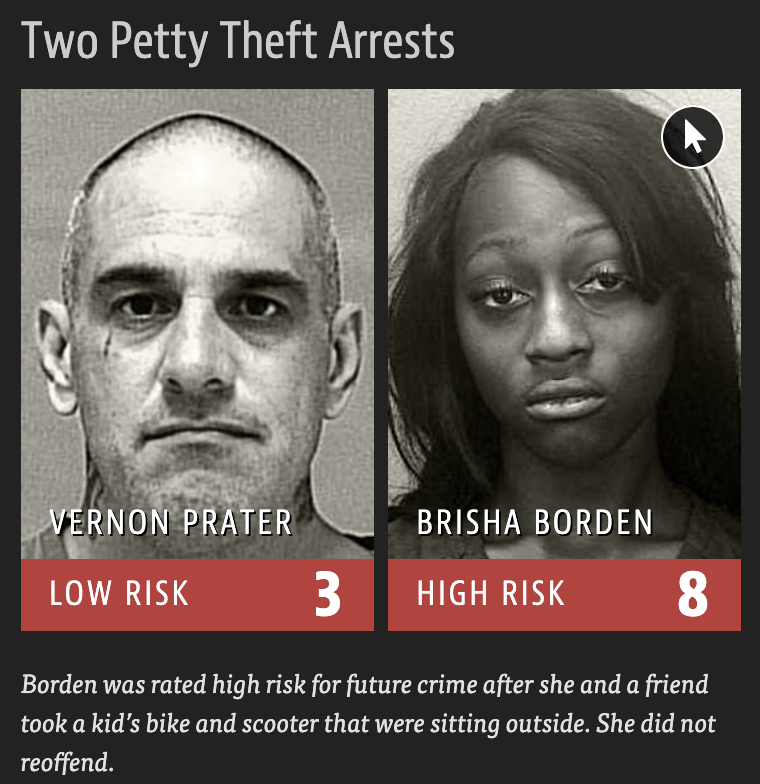 Two Petty Theft Arrests
VERNON PRATER
LOW RISK 3
BRISHA BORDEN
HIGH RISK 8
Borden was rated high risk for future crime after she and a friend
took a kid’s bike and scooter that were sitting outside. She did not
reoffend.